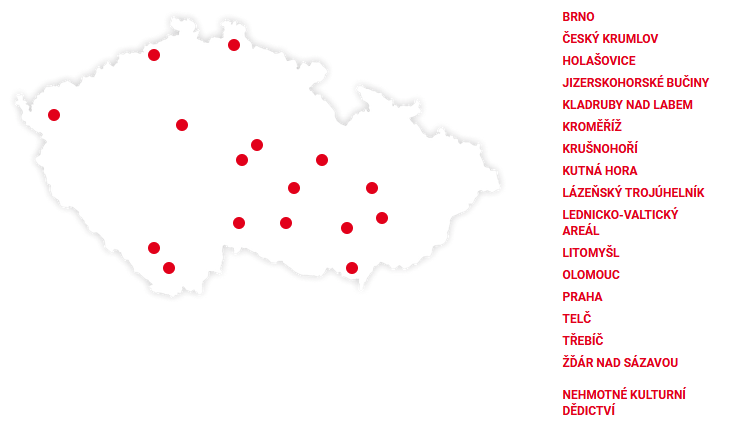 BRNO
ČESKÝ KRUMLOV
HOLAŠOVICE
JIZERSKOHORSKÉ BUČINY
KLADRUBY NAD LABEM
KROMĚŘÍŽ
KRUŠNOHOŘÍ
KUTNÁ HORA
LÁZEŇSKÝ TROJÚHELNÍK
LEDNICKO-VALTICKÝ
AREÁL
LITOMYŠL
OLOMOUC
PRAHA
TELČ
TŘEBÍČ
ŽĎÁR NAD SÁZAVOU
NEHMOTNÉ KULTURNÍ
DĚDICTVÍ